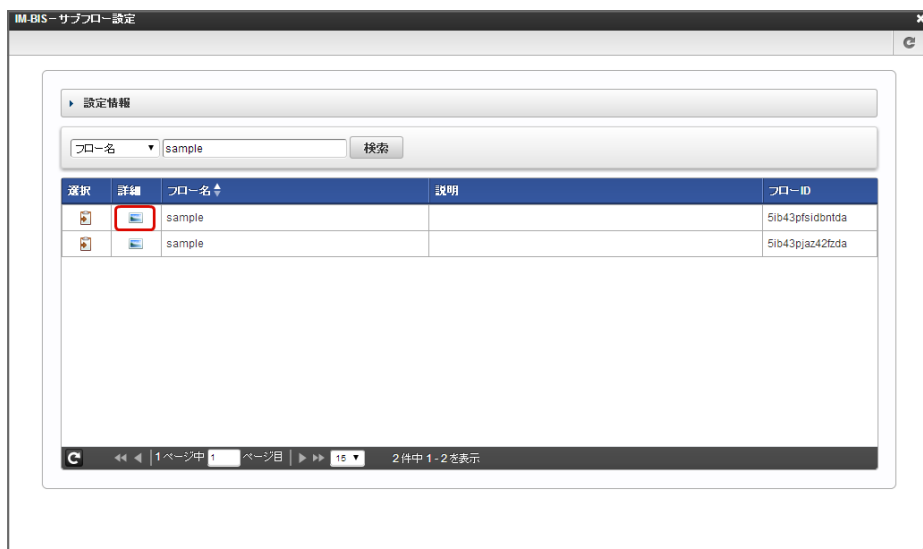 IM-BIS－サブフロー設定
設定情報
フロー名 sample 検索
選択 詳細 フロー名 説明 フローID
sample 5ib43pfsidbntda
sample 5ib43pjaz42fzda
1 ページ中 1 ページ目 15 2 件中 1 - 2 を表示